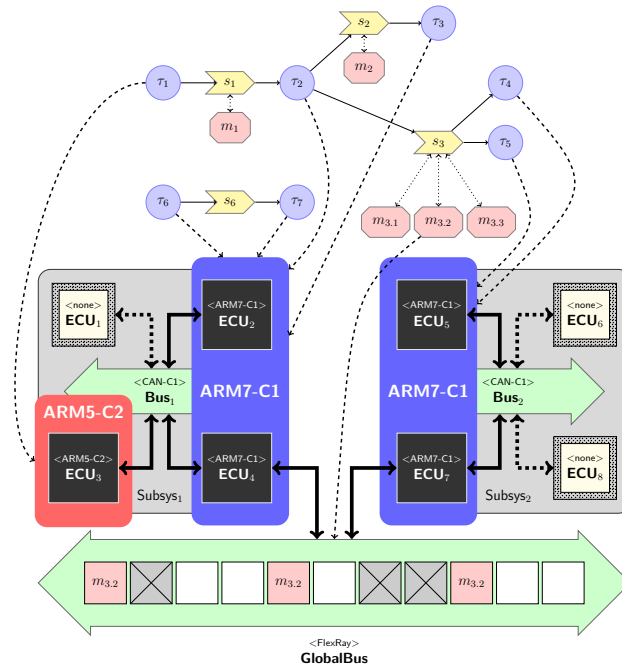 s₂
τ₃
τ₁
s₁
τ₂
m₂
τ₄
m₁
s₃
τ₅
τ₆
s₆
τ₇
m₃.₁
m₃.₂
m₃.₃
<none>
ECU₁
<ARM7-C1>
ECU₂
<ARM7-C1>
ECU₅
<none>
ECU₆
<CAN-C1>
Bus₁
ARM7-C1
ARM7-C1
<CAN-C1>
Bus₂
ARM5-C2
<ARM5-C2>
ECU₃
<ARM7-C1>
ECU₄
<ARM7-C1>
ECU₇
<none>
ECU₈
Subsys₁
Subsys₂
m₃.₂
m₃.₂
m₃.₂
<FlexRay>
GlobalBus